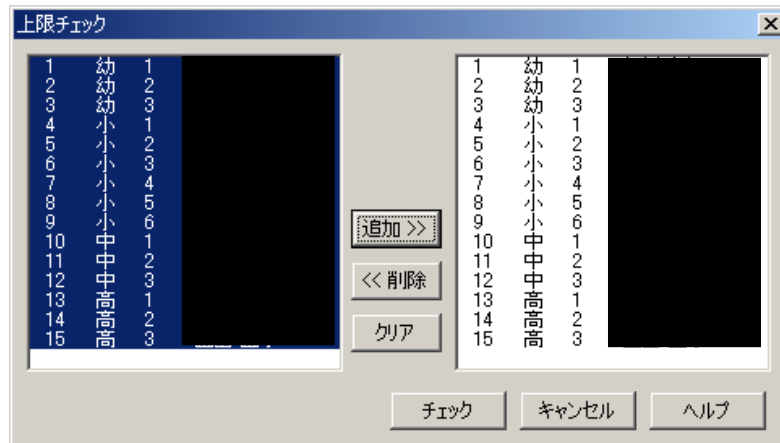 上限チェック
1 幼 1
2 幼 2
3 幼 3
4 小 1
5 小 2
6 小 3
7 小 4
8 小 5
9 小 6
10 中 1
11 中 2
12 中 3
13 高 1
14 高 2
15 高 3
追加 >>
<< 削除
クリア
1 幼 1
2 幼 2
3 幼 3
4 小 1
5 小 2
6 小 3
7 小 4
8 小 5
9 小 6
10 中 1
11 中 2
12 中 3
13 高 1
14 高 2
15 高 3
チェック
キャンセル
ヘルプ